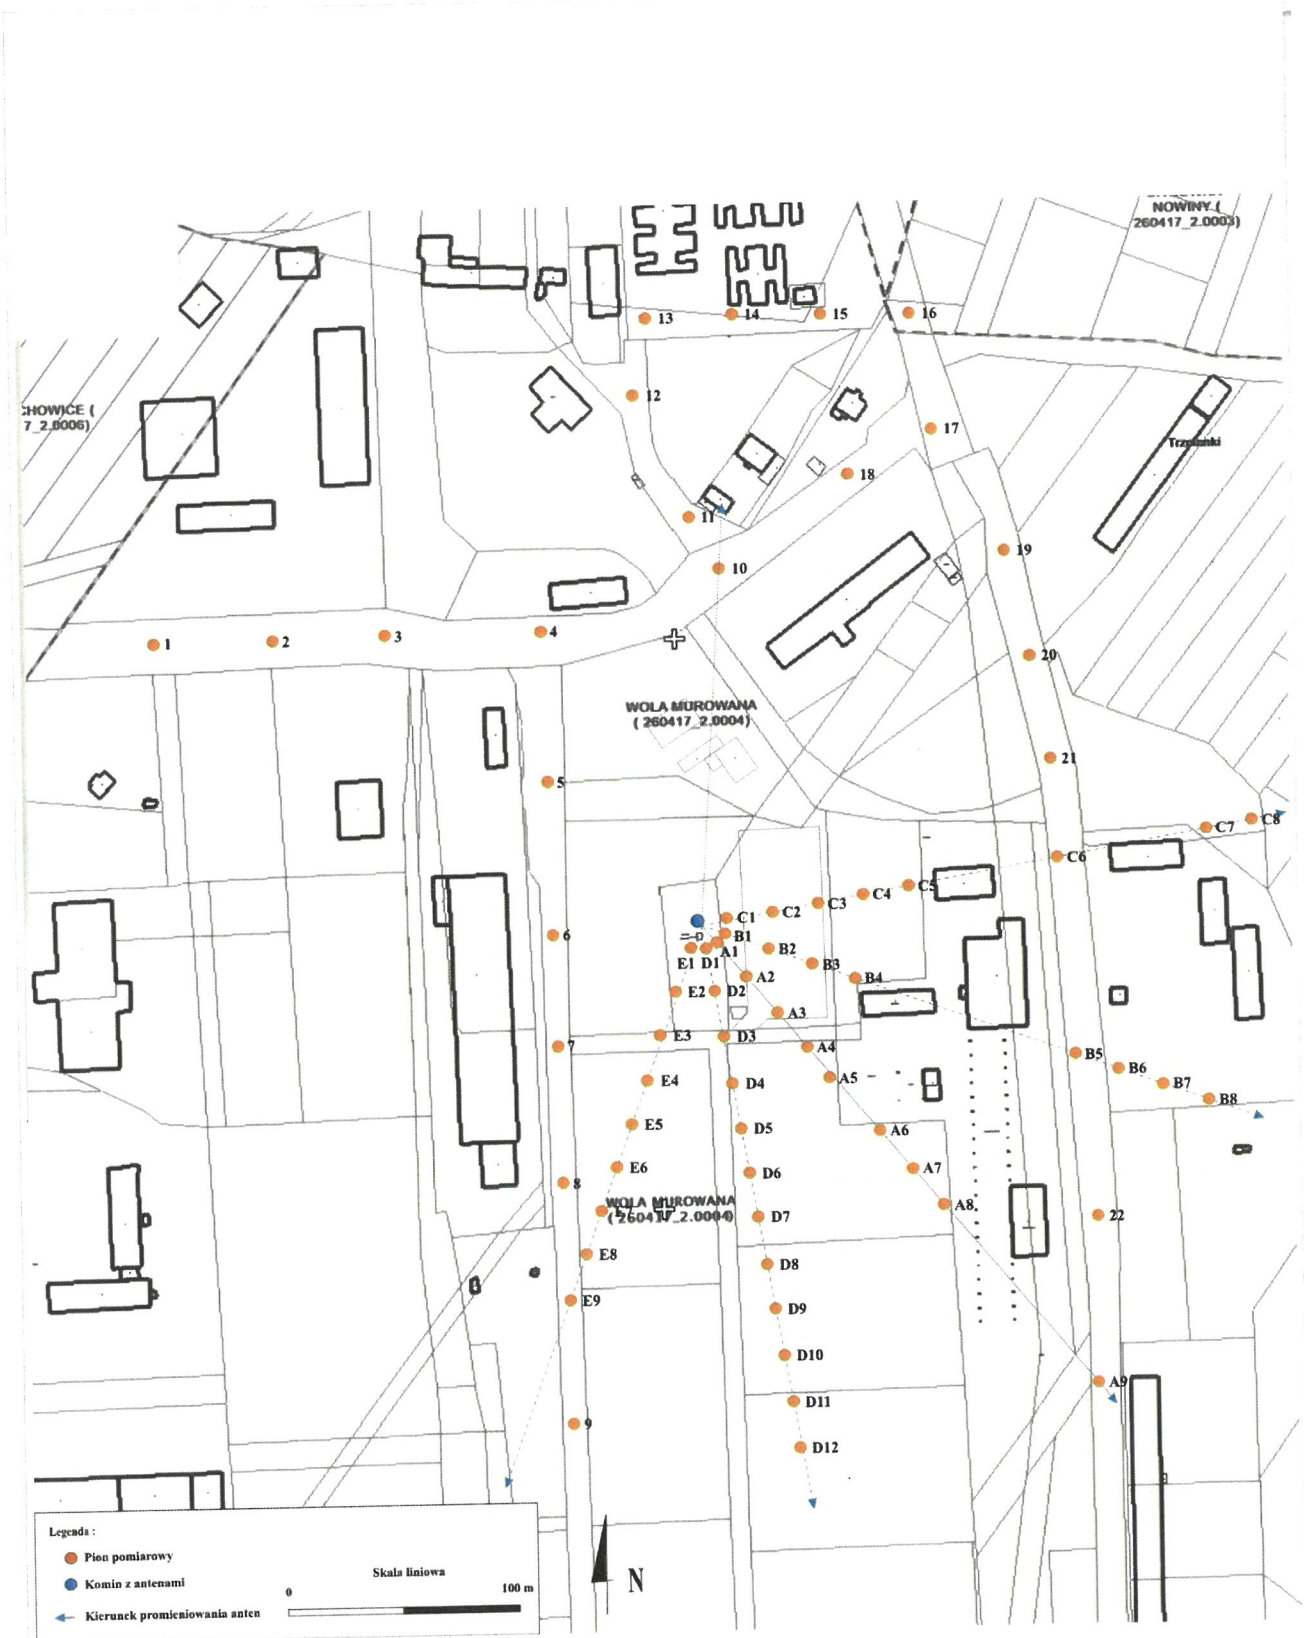 NOWINY (
260417_2.0003)
13
14
15
16
12
CHOWICE (
7_2.0006)
17
Trzcianki
18
11
19
10
1
2
3
4
20
WOLA MUROWANA
( 260417_2.0004)
21
5
C7
C8
C6
C5
C4
C3
C2
C1
B1
6
A1
B2
E1
D1
B3
A2
B4
E2
D2
A3
E3
D3
7
A4
B5
B6
A5
E4
D4
B7
B8
E5
D5
A6
E6
D6
A7
8
WOLA MUROWANA
( 260417_2.0004)
E7
D7
A8
22
E8
D8
E9
D9
D10
A9
D11
9
D12
Legenda :
Pion pomiarowy
Komin z antenami
Kierunek promieniowania anten
Skala liniowa
0
100 m
N